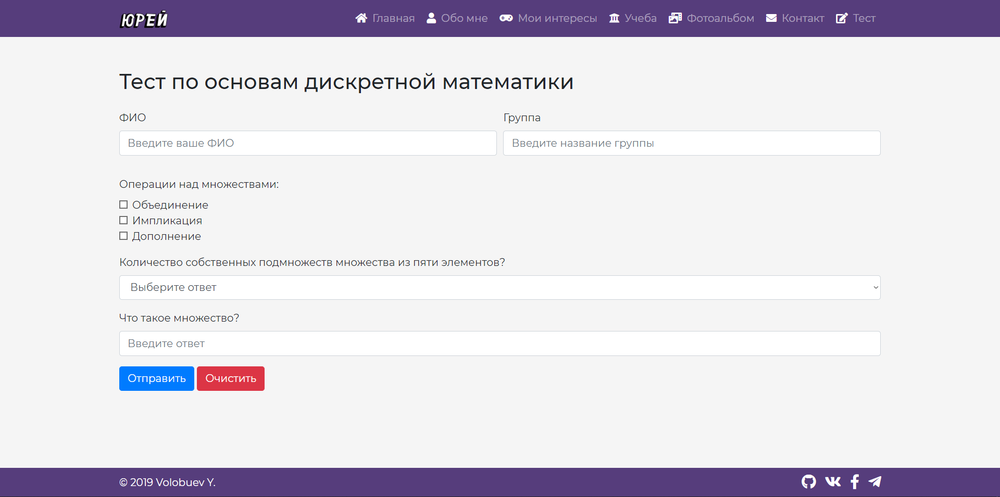 ЮРЕЙ
Главная Обо мне Мои интересы Учеба Фотоальбом Контакт Тест
Тест по основам дискретной математики
ФИО Группа
Введите ваше ФИО Введите название группы
Операции над множествами:
Объединение
Импликация
Дополнение
Количество собственных подмножеств множества из пяти элементов?
Выберите ответ
Что такое множество?
Введите ответ
Отправить Очистить
© 2019 Volobuev Y.